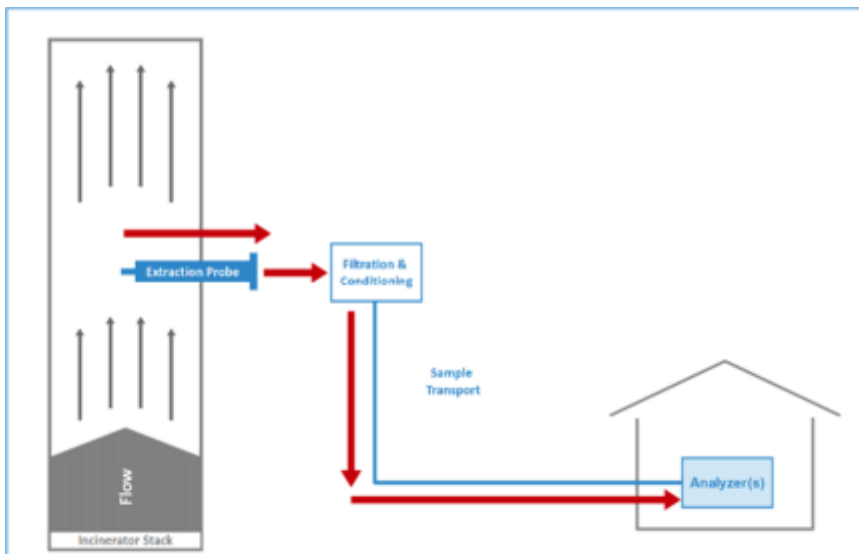 Extraction Probe
Filtration &
Conditioning
Sample
Transport
Flow
Analyzer(s)
Incinerator Stack